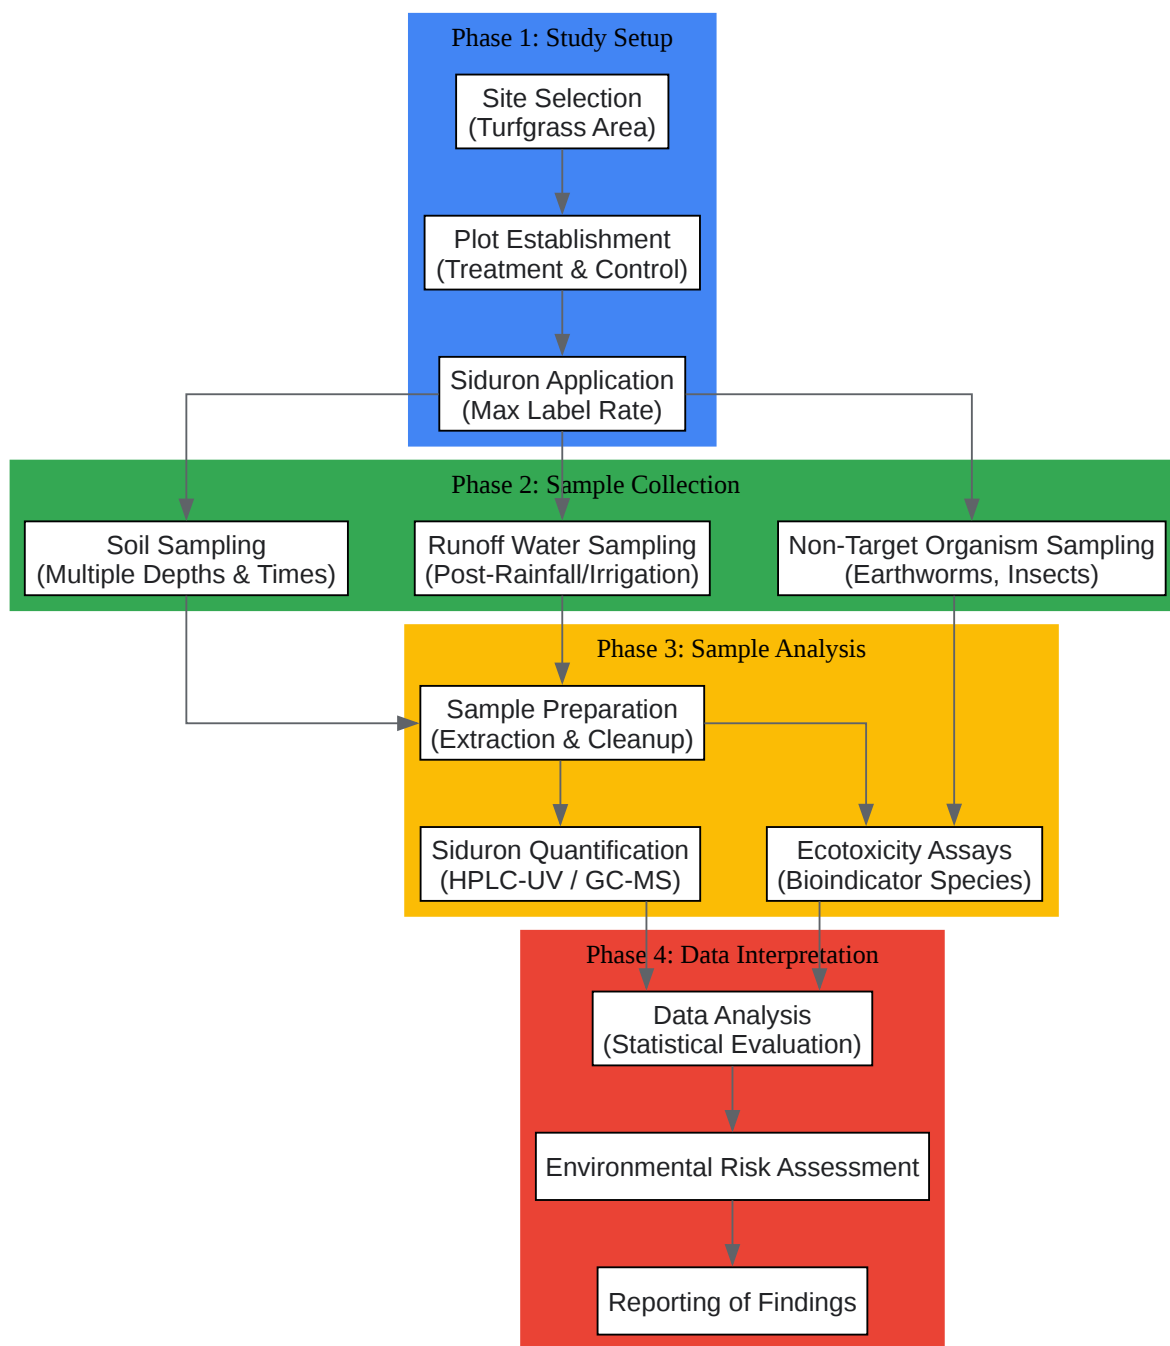 Phase 1: Study Setup
Site Selection
(Turfgrass Area)
Plot Establishment
(Treatment & Control)
Siduron Application
(Max Label Rate)
Phase 2: Sample Collection
Soil Sampling
(Multiple Depths & Times)
Runoff Water Sampling
(Post-Rainfall/Irrigation)
Non-Target Organism Sampling
(Earthworms, Insects)
Phase 3: Sample Analysis
Sample Preparation
(Extraction & Cleanup)
Siduron Quantification
(HPLC-UV / GC-MS)
Ecotoxicity Assays
(Bioindicator Species)
Phase 4: Data Interpretation
Data Analysis
(Statistical Evaluation)
Environmental Risk Assessment
Reporting of Findings